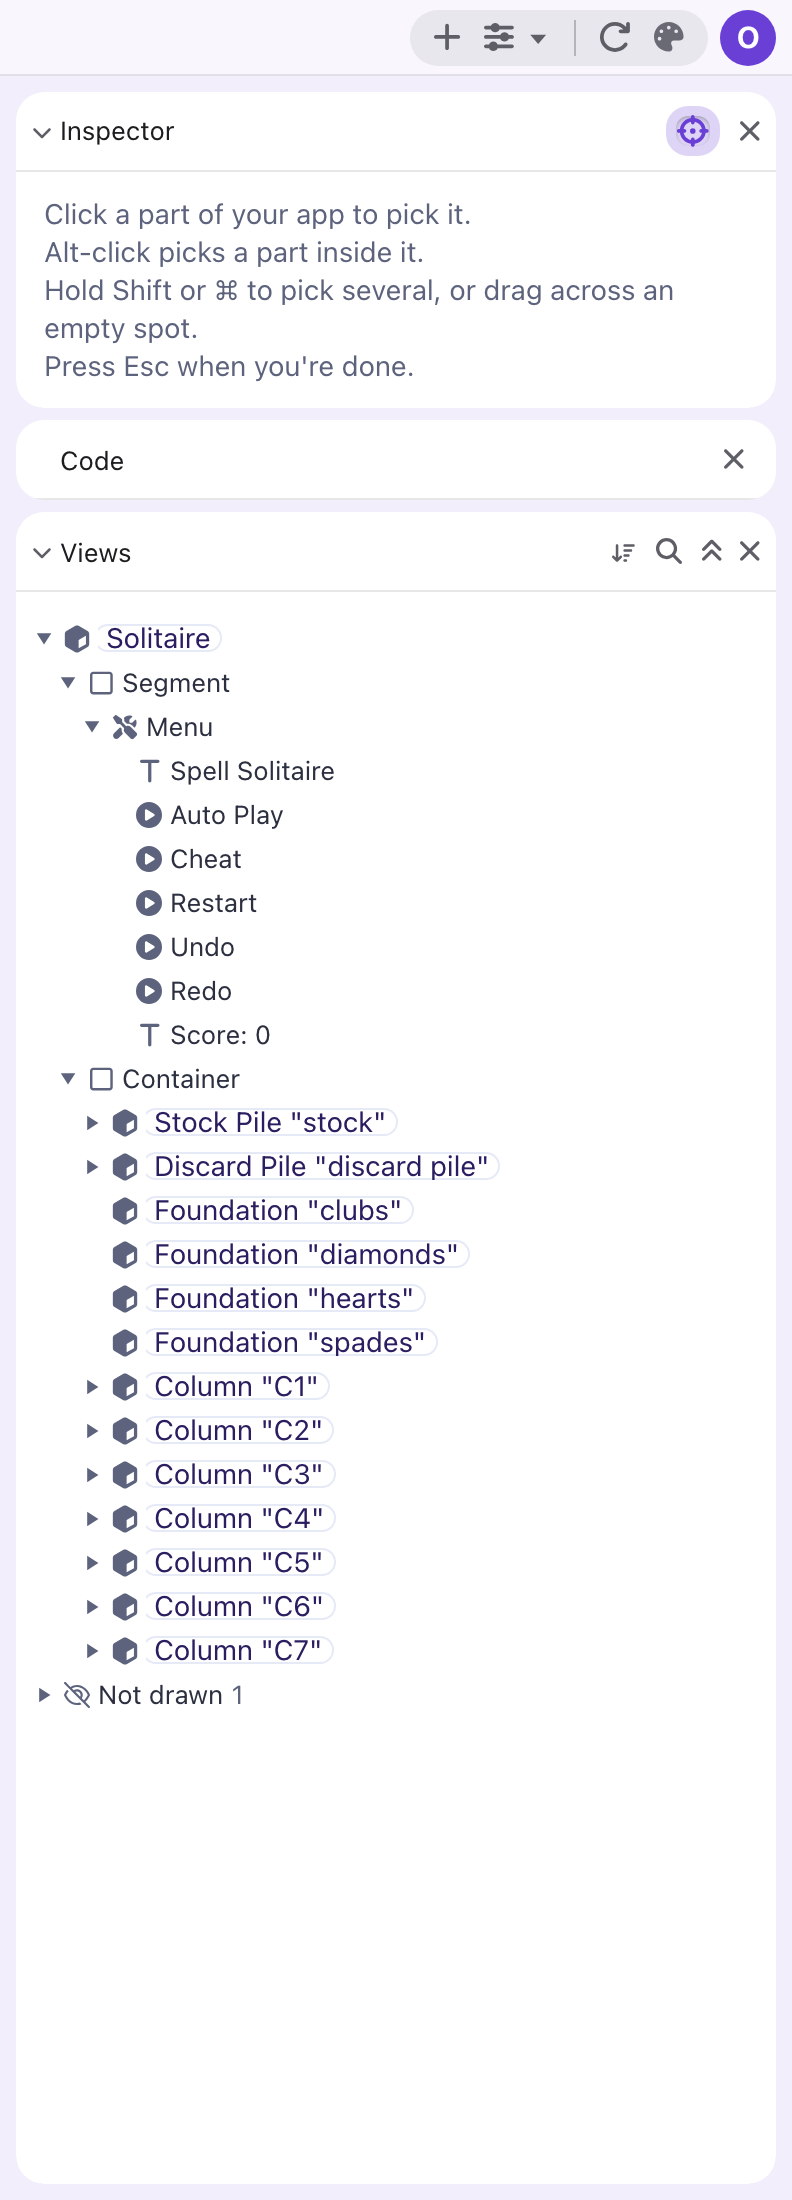 O
Inspector
Click a part of your app to pick it.
Alt-click picks a part inside it.
Hold Shift or ⌘ to pick several, or drag across an
empty spot.
Press Esc when you're done.
Code
Views
Solitaire
Segment
Menu
Spell Solitaire
Auto Play
Cheat
Restart
Undo
Redo
Score: 0
Container
Stock Pile "stock"
Discard Pile "discard pile"
Foundation "clubs"
Foundation "diamonds"
Foundation "hearts"
Foundation "spades"
Column "C1"
Column "C2"
Column "C3"
Column "C4"
Column "C5"
Column "C6"
Column "C7"
Not drawn 1